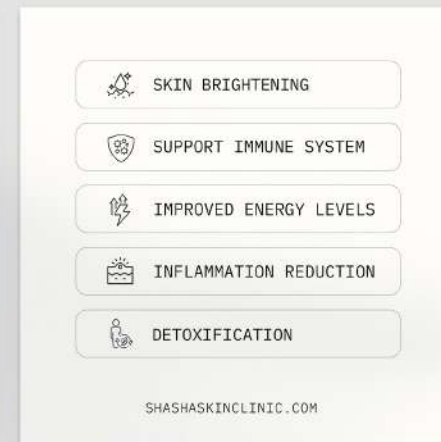 SKIN BRIGHTENING
SUPPORT IMMUNE SYSTEM
IMPROVED ENERGY LEVELS
INFLAMMATION REDUCTION
DETOXIFICATION
SHASHASKINCLINIC.COM